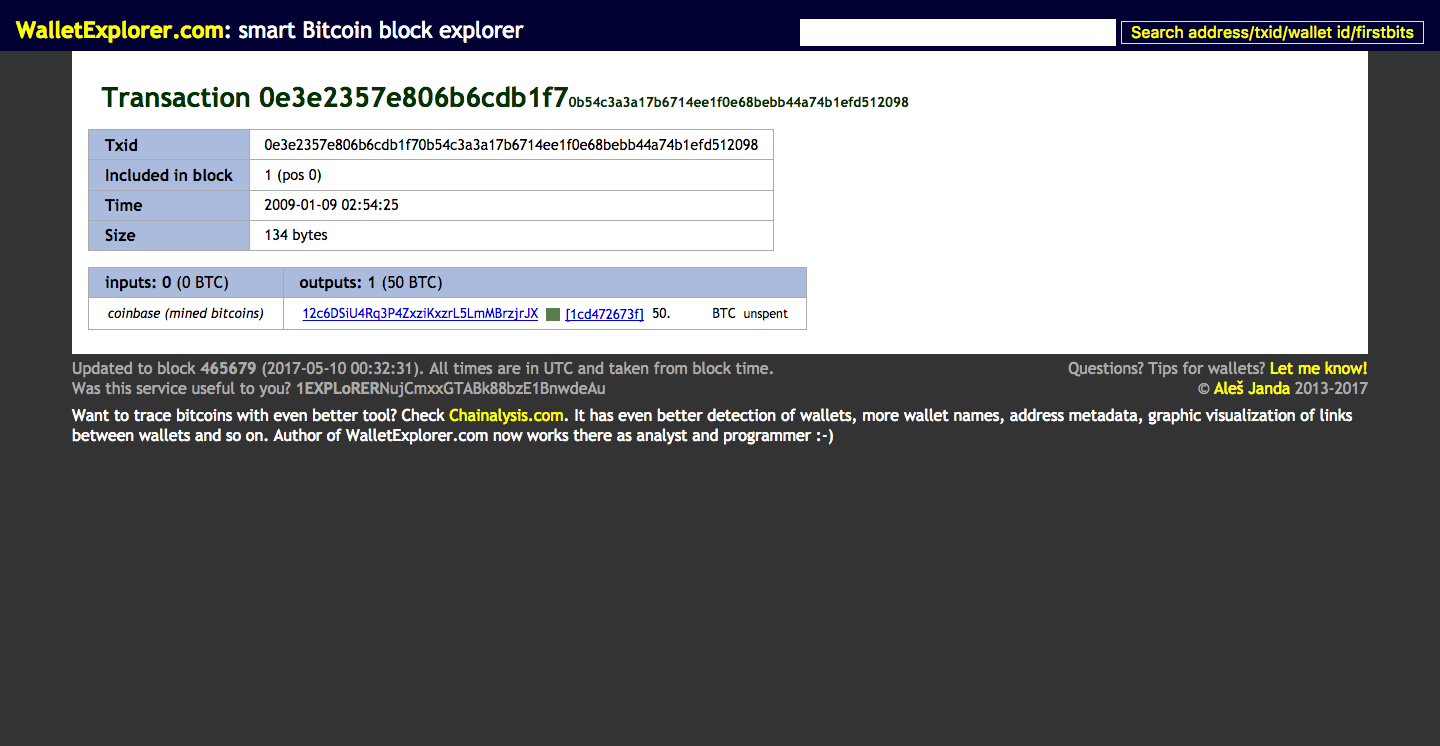 WalletExplorer.com: smart Bitcoin block explorer
Search address/txid/wallet id/firstbits
Transaction 0e3e2357e806b6cdb1f70b54c3a3a17b6714ee1f0e68bebb44a74b1efd512098
Txid 0e3e2357e806b6cdb1f70b54c3a3a17b6714ee1f0e68bebb44a74b1efd512098
Included in block 1 (pos 0)
Time 2009-01-09 02:54:25
Size 134 bytes
inputs: 0 (0 BTC) outputs: 1 (50 BTC)
coinbase (mined bitcoins) 12c6DSiU4Rq3P4ZxziKxzrL5LmMBrzjrJX [1cd472673f] 50. BTC unspent
Updated to block 465679 (2017-05-10 00:32:31). All times are in UTC and taken from block time.
Questions? Tips for wallets? Let me know!
Was this service useful to you? 1EXPLoRERNujCmxxGTABk88bzE1BnwdeAu
© Aleš Janda 2013-2017
Want to trace bitcoins with even better tool? Check Chainalysis.com. It has even better detection of wallets, more wallet names, address metadata, graphic visualization of links
between wallets and so on. Author of WalletExplorer.com now works there as analyst and programmer :-)